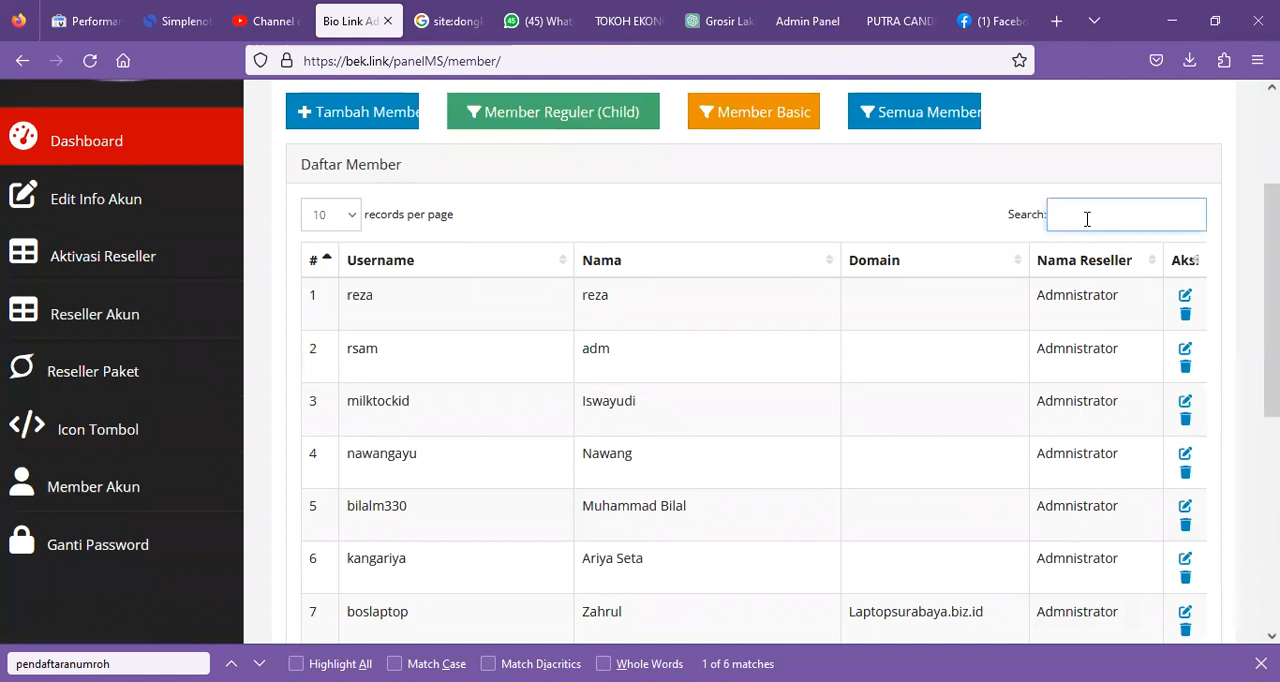 Performan
Simplenot
Channel c
Bio Link Ad
site:dongk
(45) What
TOKOH EKON
Grosir Lak
Admin Panel
PUTRA CAND
(1) Facebo
https://bek.link/panelMS/member/
Dashboard
Edit Info Akun
Aktivasi Reseller
Reseller Akun
Reseller Paket
Icon Tombol
Member Akun
Ganti Password
Tambah Membe
Member Reguler (Child)
Member Basic
Semua Member
Daftar Member
10 records per page
Search:
# Username Nama Domain Nama Reseller Aksi
1 reza reza Admnistrator
2 rsam adm Admnistrator
3 milktockid Iswayudi Admnistrator
4 nawangayu Nawang Admnistrator
5 bilalm330 Muhammad Bilal Admnistrator
6 kangariya Ariya Seta Admnistrator
7 boslaptop Zahrul Laptopsurabaya.biz.id Admnistrator
pendaftaranumroh Highlight All Match Case Match Diacritics Whole Words 1 of 6 matches